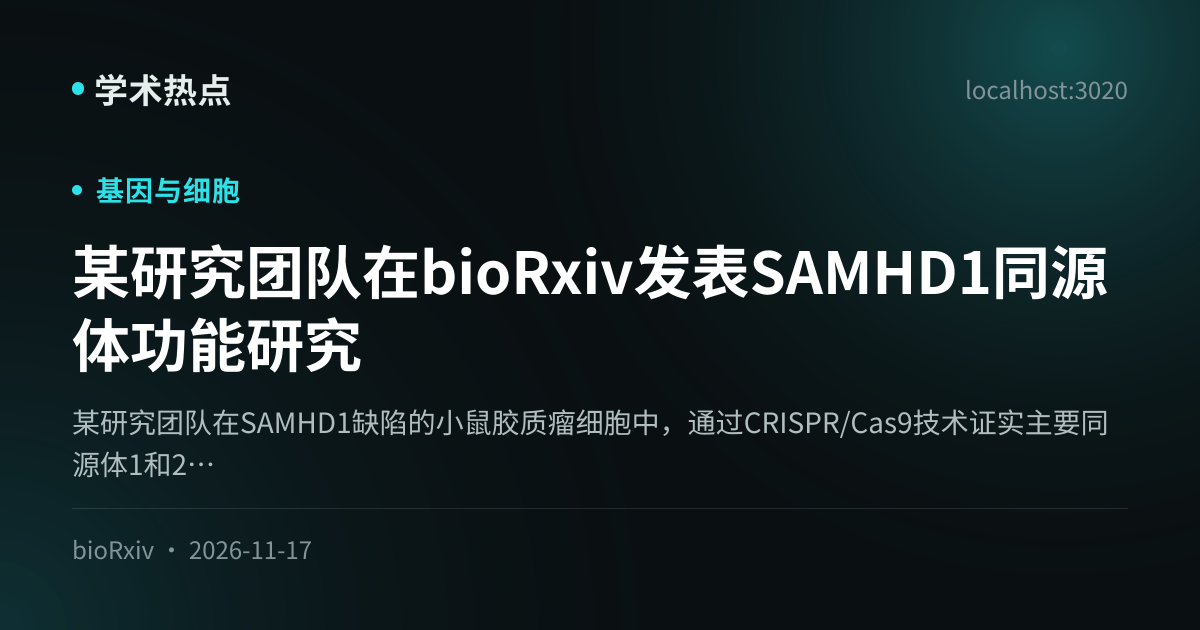 学术热点
localhost:3020
基因与细胞
某研究团队在bioRxiv发表SAMHD1同源
体功能研究
某研究团队在SAMHD1缺陷的小鼠胶质瘤细胞中，通过CRISPR/Cas9技术证实主要同
源体1和2…
bioRxiv · 2026-11-17